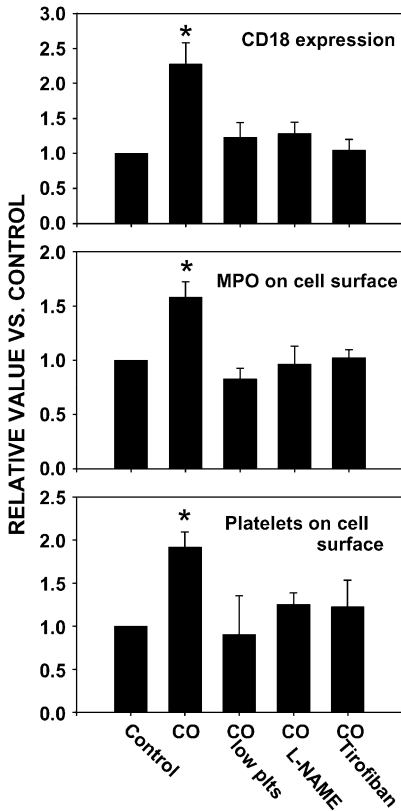 RELATIVE VALUE VS. CONTROL
CD18 expression
*
3.0
2.5
2.0
1.5
1.0
0.5
0.0
MPO on cell surface
*
2.0
1.5
1.0
0.5
0.0
Platelets on cell
surface
*
2.5
2.0
1.5
1.0
0.5
0.0
Control
CO
CO
low plts
CO
L-NAME
CO
Tirofiban